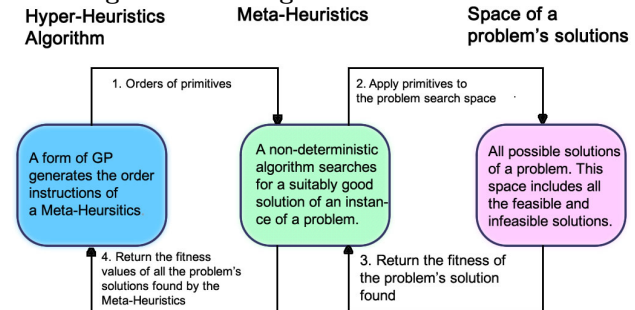 Hyper-Heuristics
Algorithm
Meta-Heuristics
Space of a
problem's solutions
1. Orders of primitives
2. Apply primitives to
the problem search space
A form of GP
generates the order
instructions of
a Meta-Heursitics
A non-deterministic
algorithm searches
for a suitably good
solution of an instan-
ce of a problem.
All possible solutions
of a problem. This
space includes all
the feasible and
infeasible solutions.
4. Return the fitness
values of all the problem's
solutions found by the
Meta-Heuristics
3. Return the fitness of
the problem's solution
found